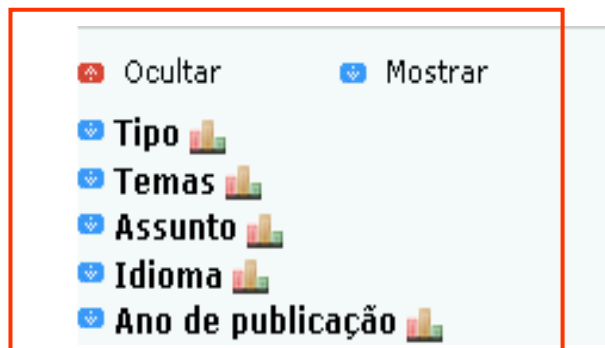 Ocultar Mostrar
Tipo
Temas
Assunto
Idioma
Ano de publicação